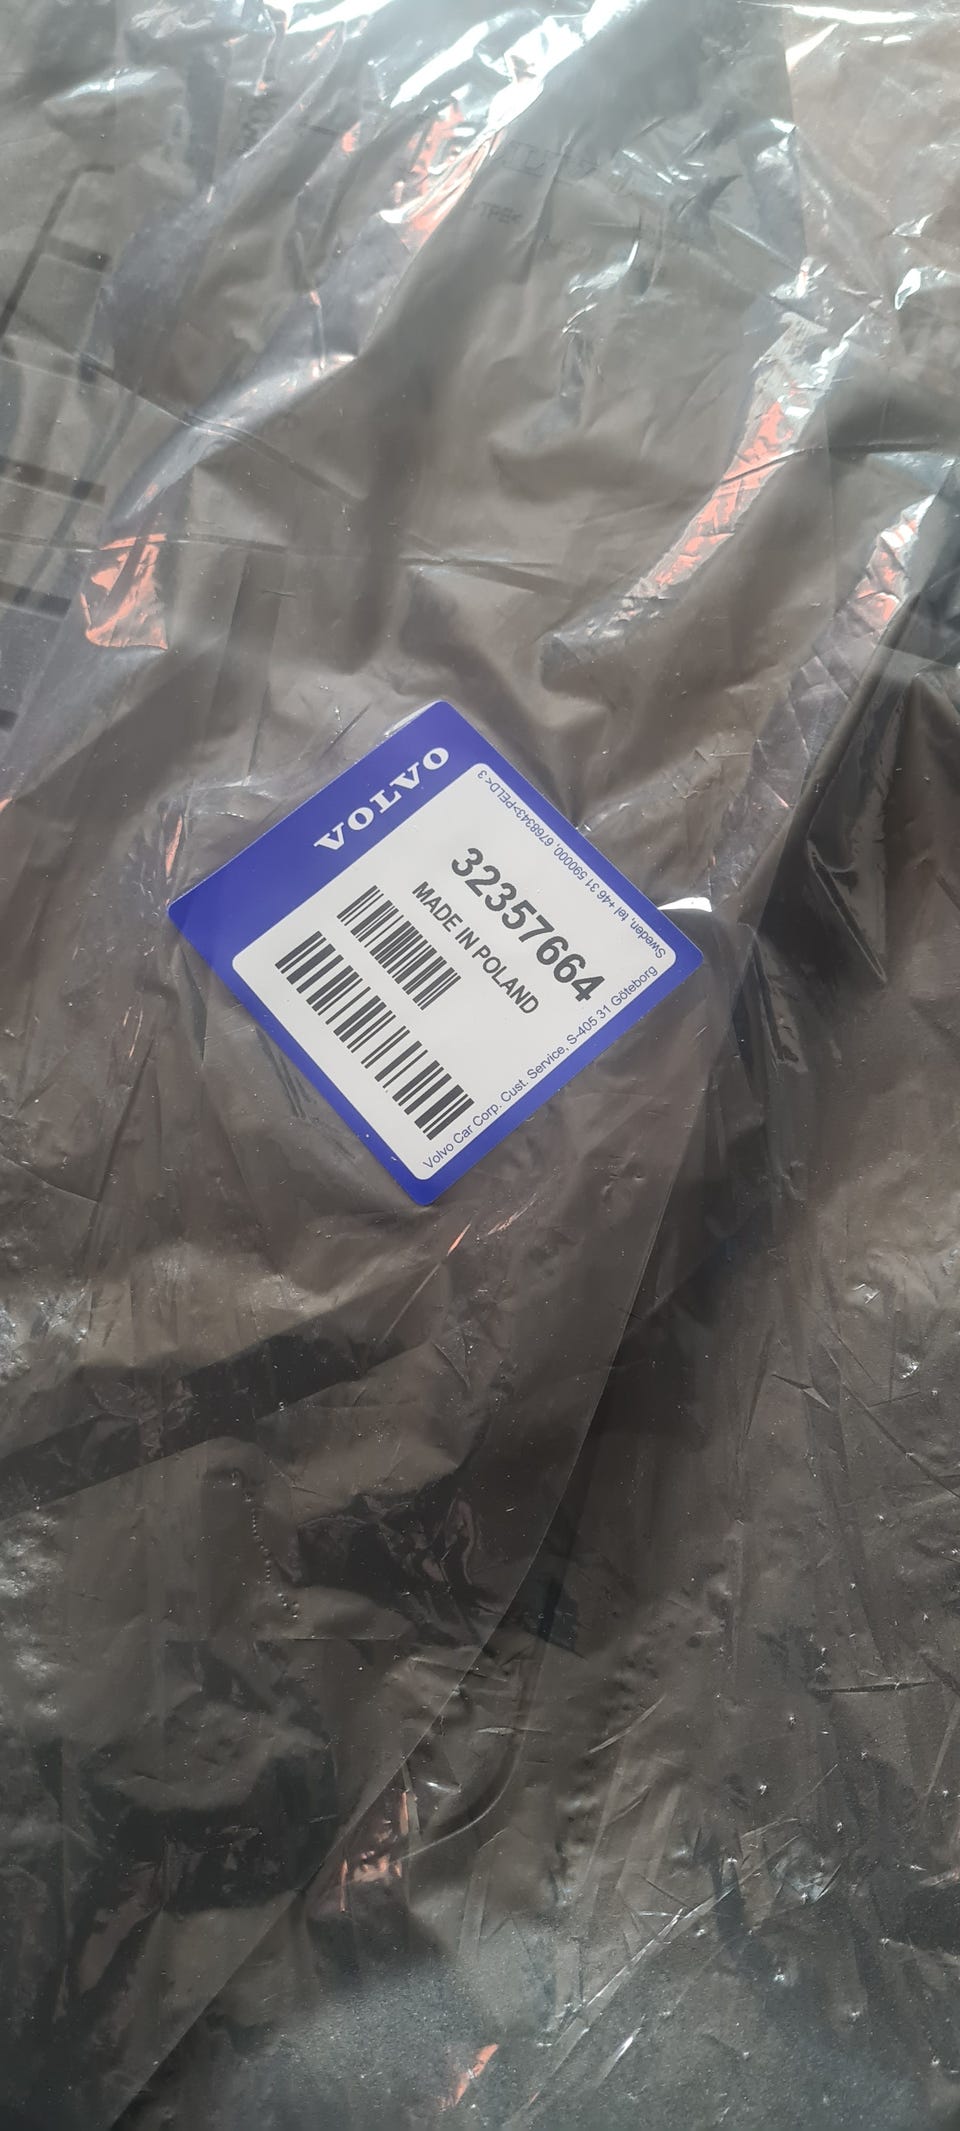 VOLVO
32357664
MADE IN POLAND
Volvo Car Corp. Cust. Service, S-405 31 Göteborg
Sweden, tel +46 31 590000, 6768343>PELD<3